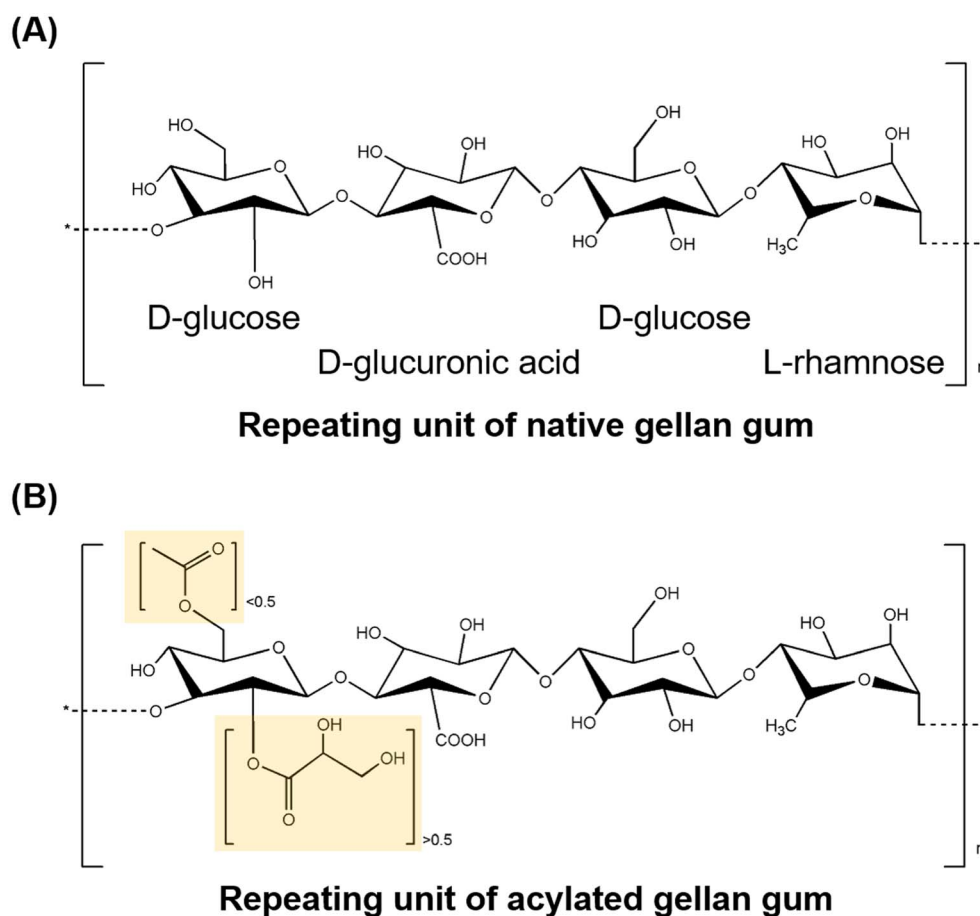 (A)
OH
HO
O
HO
O
OH
HO
O
O
O
OH
O
O
HO
OH
O
HO
OH
O
H3C
*
O
COOH
OH
D-glucose
D-glucose
D-glucuronic acid
L-rhamnose
Repeating unit of native gellan gum
(B)
O
O
<0.5
OH
HO
O
HO
O
OH
HO
O
O
O
OH
O
O
HO
OH
O
HO
OH
O
H3C
*
O
COOH
OH
O
OH
O
>0.5
Repeating unit of acylated gellan gum